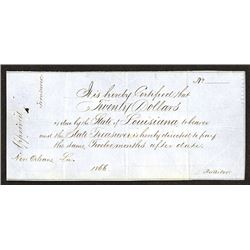 No
It is hereby Certified that
Twenty Dollars
is due by the State of Louisiana to bearer
and the State Treasurer is hereby directed to pay
the same Twelve months after date.
New Orleans La.
1866
Auditor
Approved
Treasurer